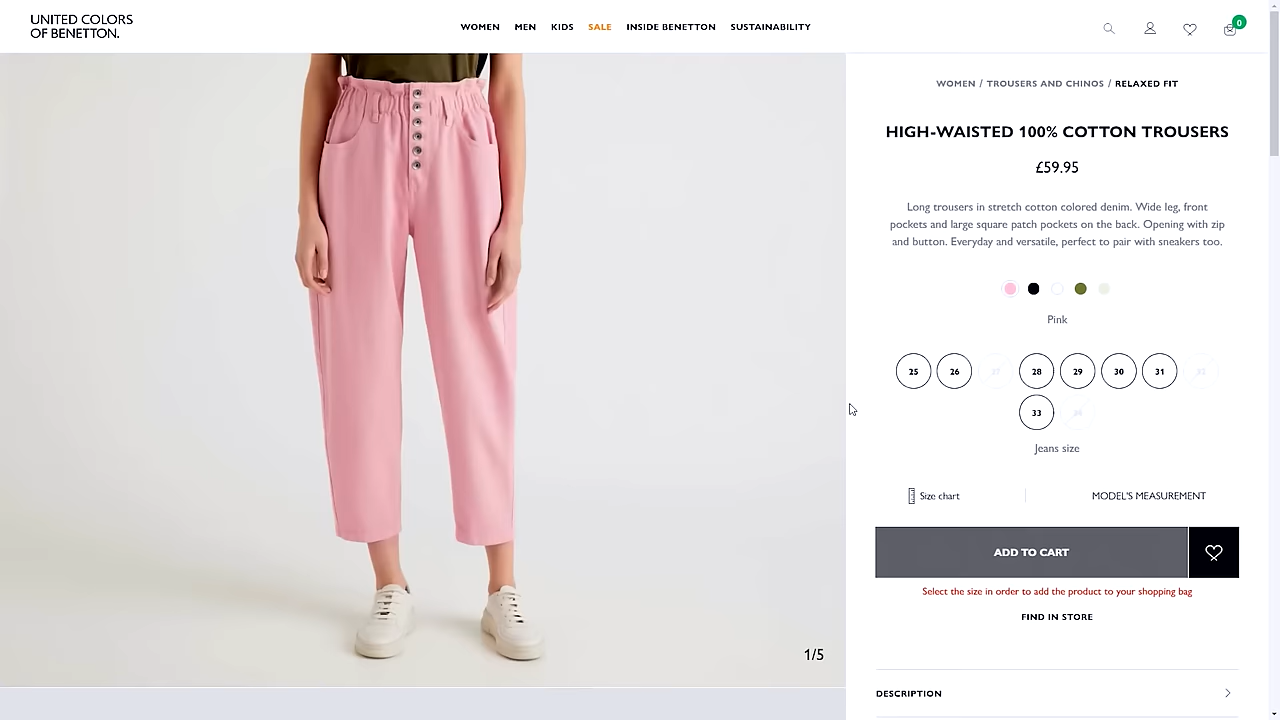 UNITED COLORS
OF BENETTON.
WOMEN MEN KIDS SALE INSIDE BENETTON SUSTAINABILITY
0
WOMEN / TROUSERS AND CHINOS / RELAXED FIT
HIGH-WAISTED 100% COTTON TROUSERS
£59.95
Long trousers in stretch cotton colored denim. Wide leg, front
pockets and large square patch pockets on the back. Opening with zip
and button. Everyday and versatile, perfect to pair with sneakers too.
Pink
25 26 27 28 29 30 31 32
33
Jeans size
Size chart
MODEL'S MEASUREMENT
ADD TO CART
Select the size in order to add the product to your shopping bag
FIND IN STORE
1/5
DESCRIPTION